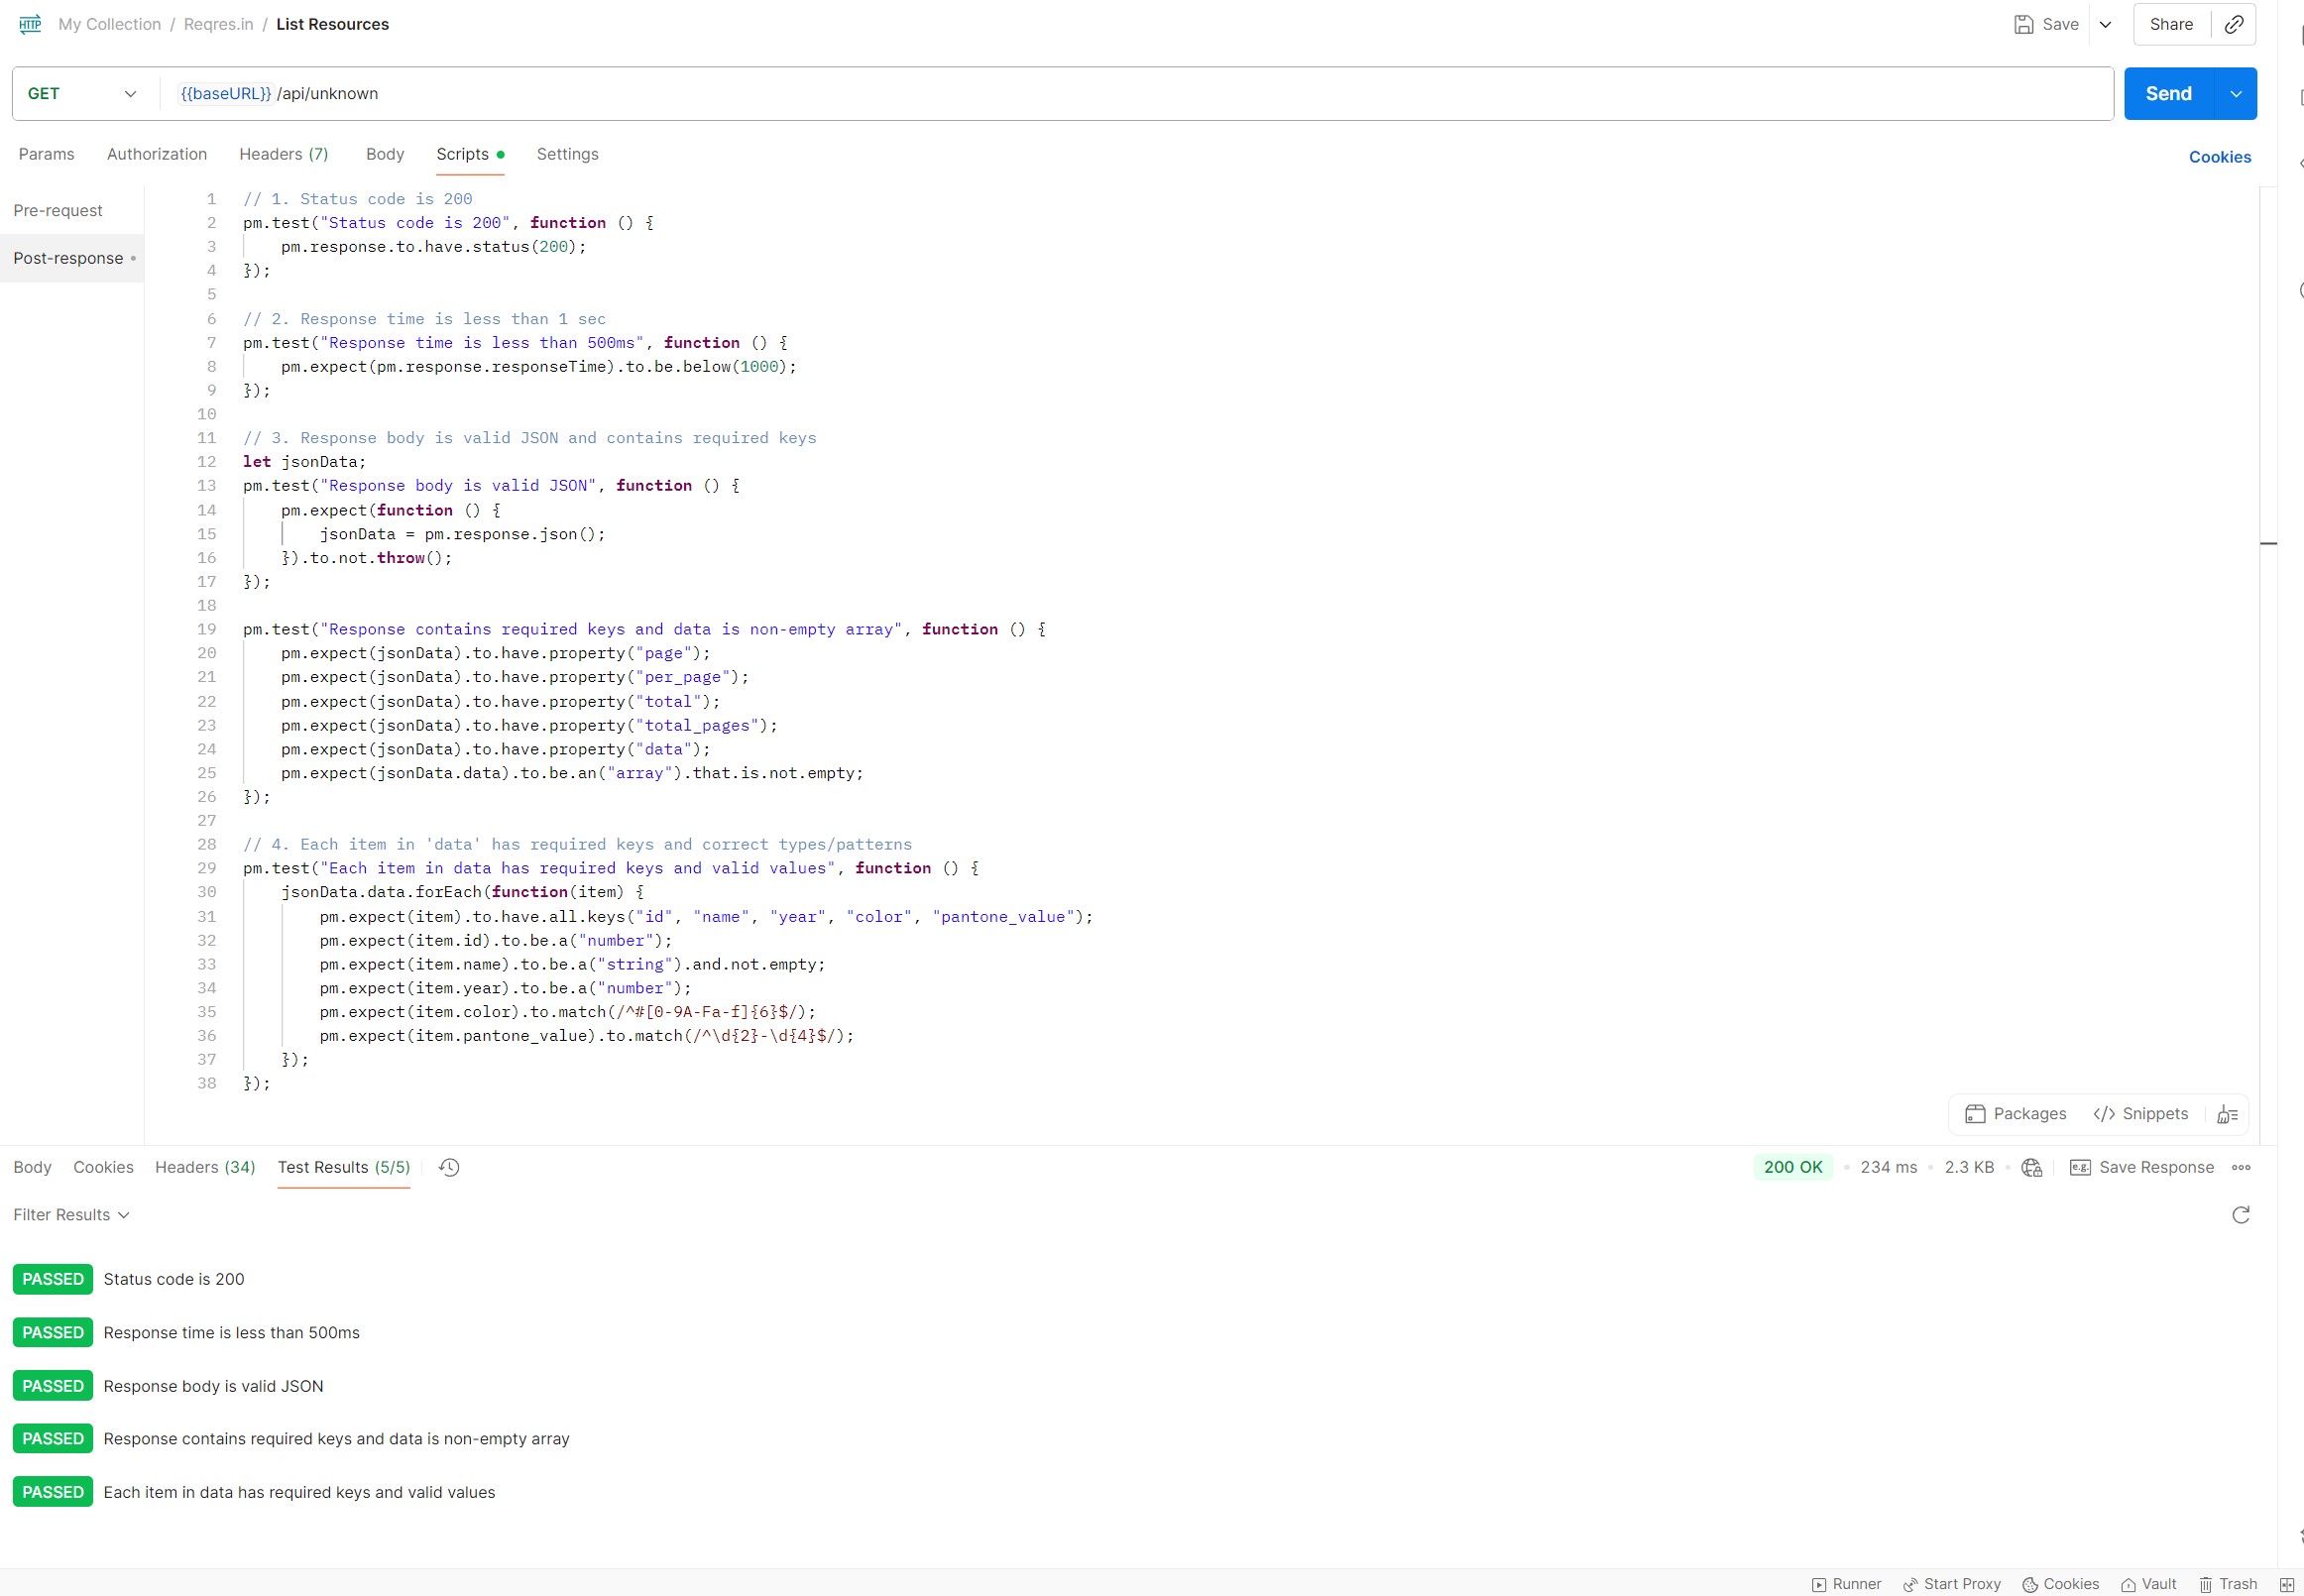 HTTP My Collection / Reqres.in / List Resources Save Share
GET {{baseURL}} /api/unknown Send
Params Authorization Headers (7) Body Scripts Settings Cookies
Pre-request
Post-response
1 // 1. Status code is 200
2 pm.test("Status code is 200", function () {
3 pm.response.to.have.status(200);
4 });
5
6 // 2. Response time is less than 1 sec
7 pm.test("Response time is less than 500ms", function () {
8 pm.expect(pm.response.responseTime).to.be.below(1000);
9 });
10
11 // 3. Response body is valid JSON and contains required keys
12 let jsonData;
13 pm.test("Response body is valid JSON", function () {
14 pm.expect(function () {
15 jsonData = pm.response.json();
16 }).to.not.throw();
17 });
18
19 pm.test("Response contains required keys and data is non-empty array", function () {
20 pm.expect(jsonData).to.have.property("page");
21 pm.expect(jsonData).to.have.property("per_page");
22 pm.expect(jsonData).to.have.property("total");
23 pm.expect(jsonData).to.have.property("total_pages");
24 pm.expect(jsonData).to.have.property("data");
25 pm.expect(jsonData.data).to.be.an("array").that.is.not.empty;
26 });
27
28 // 4. Each item in 'data' has required keys and correct types/patterns
29 pm.test("Each item in data has required keys and valid values", function () {
30 jsonData.data.forEach(function(item) {
31 pm.expect(item).to.have.all.keys("id", "name", "year", "color", "pantone_value");
32 pm.expect(item.id).to.be.a("number");
33 pm.expect(item.name).to.be.a("string").and.not.empty;
34 pm.expect(item.year).to.be.a("number");
35 pm.expect(item.color).to.match(/^#[0-9A-Fa-f]{6}$/);
36 pm.expect(item.pantone_value).to.match(/^\d{2}-\d{4}$/);
37 });
38 });
Packages </> Snippets
Body Cookies Headers (34) Test Results (5/5) 200 OK • 234 ms • 2.3 KB • e.g. Save Response
Filter Results
PASSED Status code is 200
PASSED Response time is less than 500ms
PASSED Response body is valid JSON
PASSED Response contains required keys and data is non-empty array
PASSED Each item in data has required keys and valid values
Runner Start Proxy Cookies Vault Trash